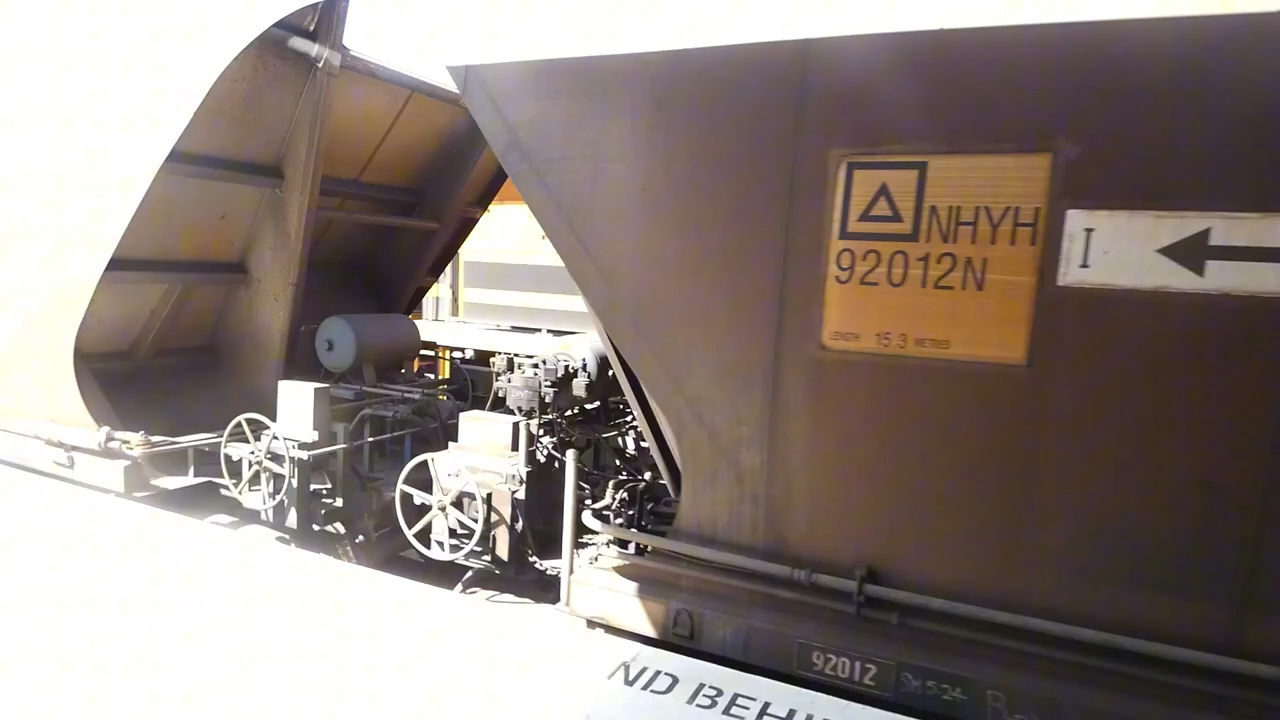 NHYH
92012N
LENGTH 15.3 METRES
I
92012
ND BEHI